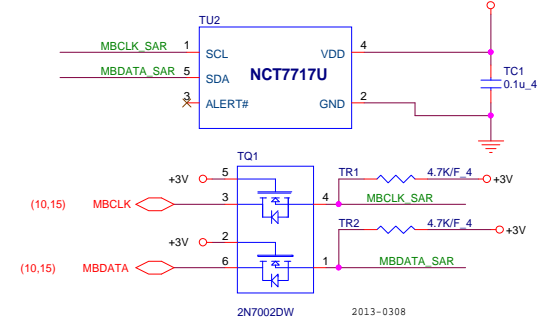 TU2
MBCLK_SAR 1 SCL VDD 4
MBDATA_SAR 5 SDA NCT7717U
3 ALERT# GND 2
TC1
0.1u_4
TQ1
+3V 5 TR1 4.7K/F_4 +3V
(10,15) MBCLK 3 4 MBCLK_SAR
+3V 2 TR2 4.7K/F_4 +3V
(10,15) MBDATA 6 1 MBDATA_SAR
2N7002DW 2013-0308